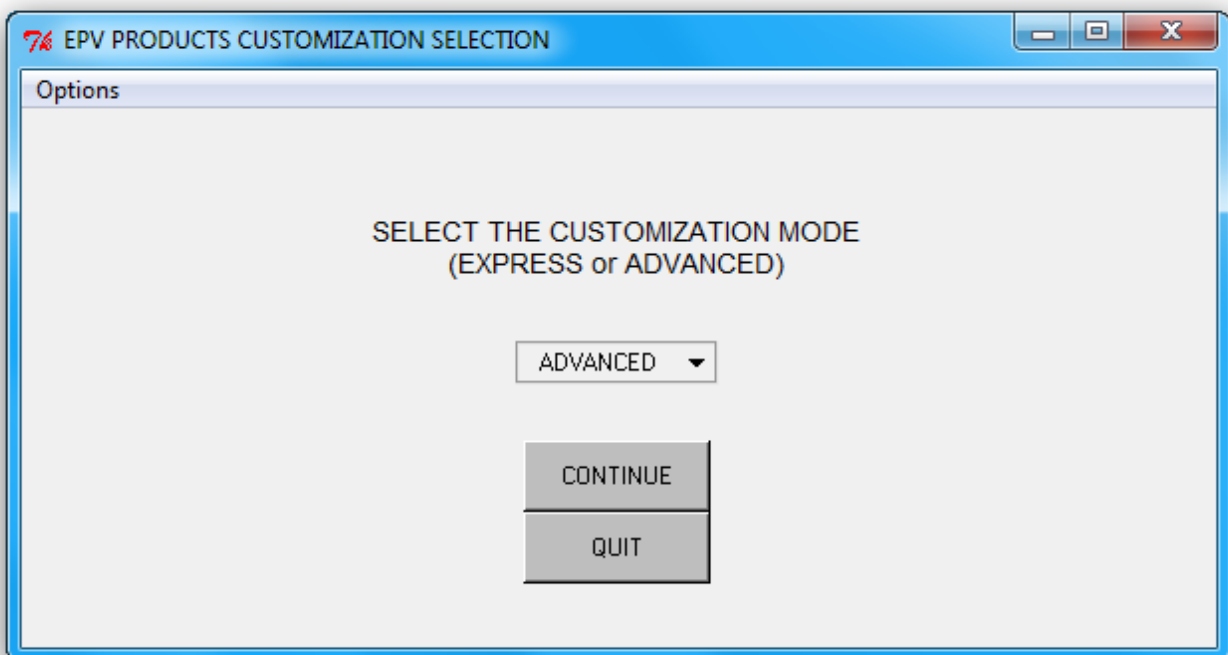 EPV PRODUCTS CUSTOMIZATION SELECTION
Options
SELECT THE CUSTOMIZATION MODE
(EXPRESS or ADVANCED)
ADVANCED
CONTINUE
QUIT